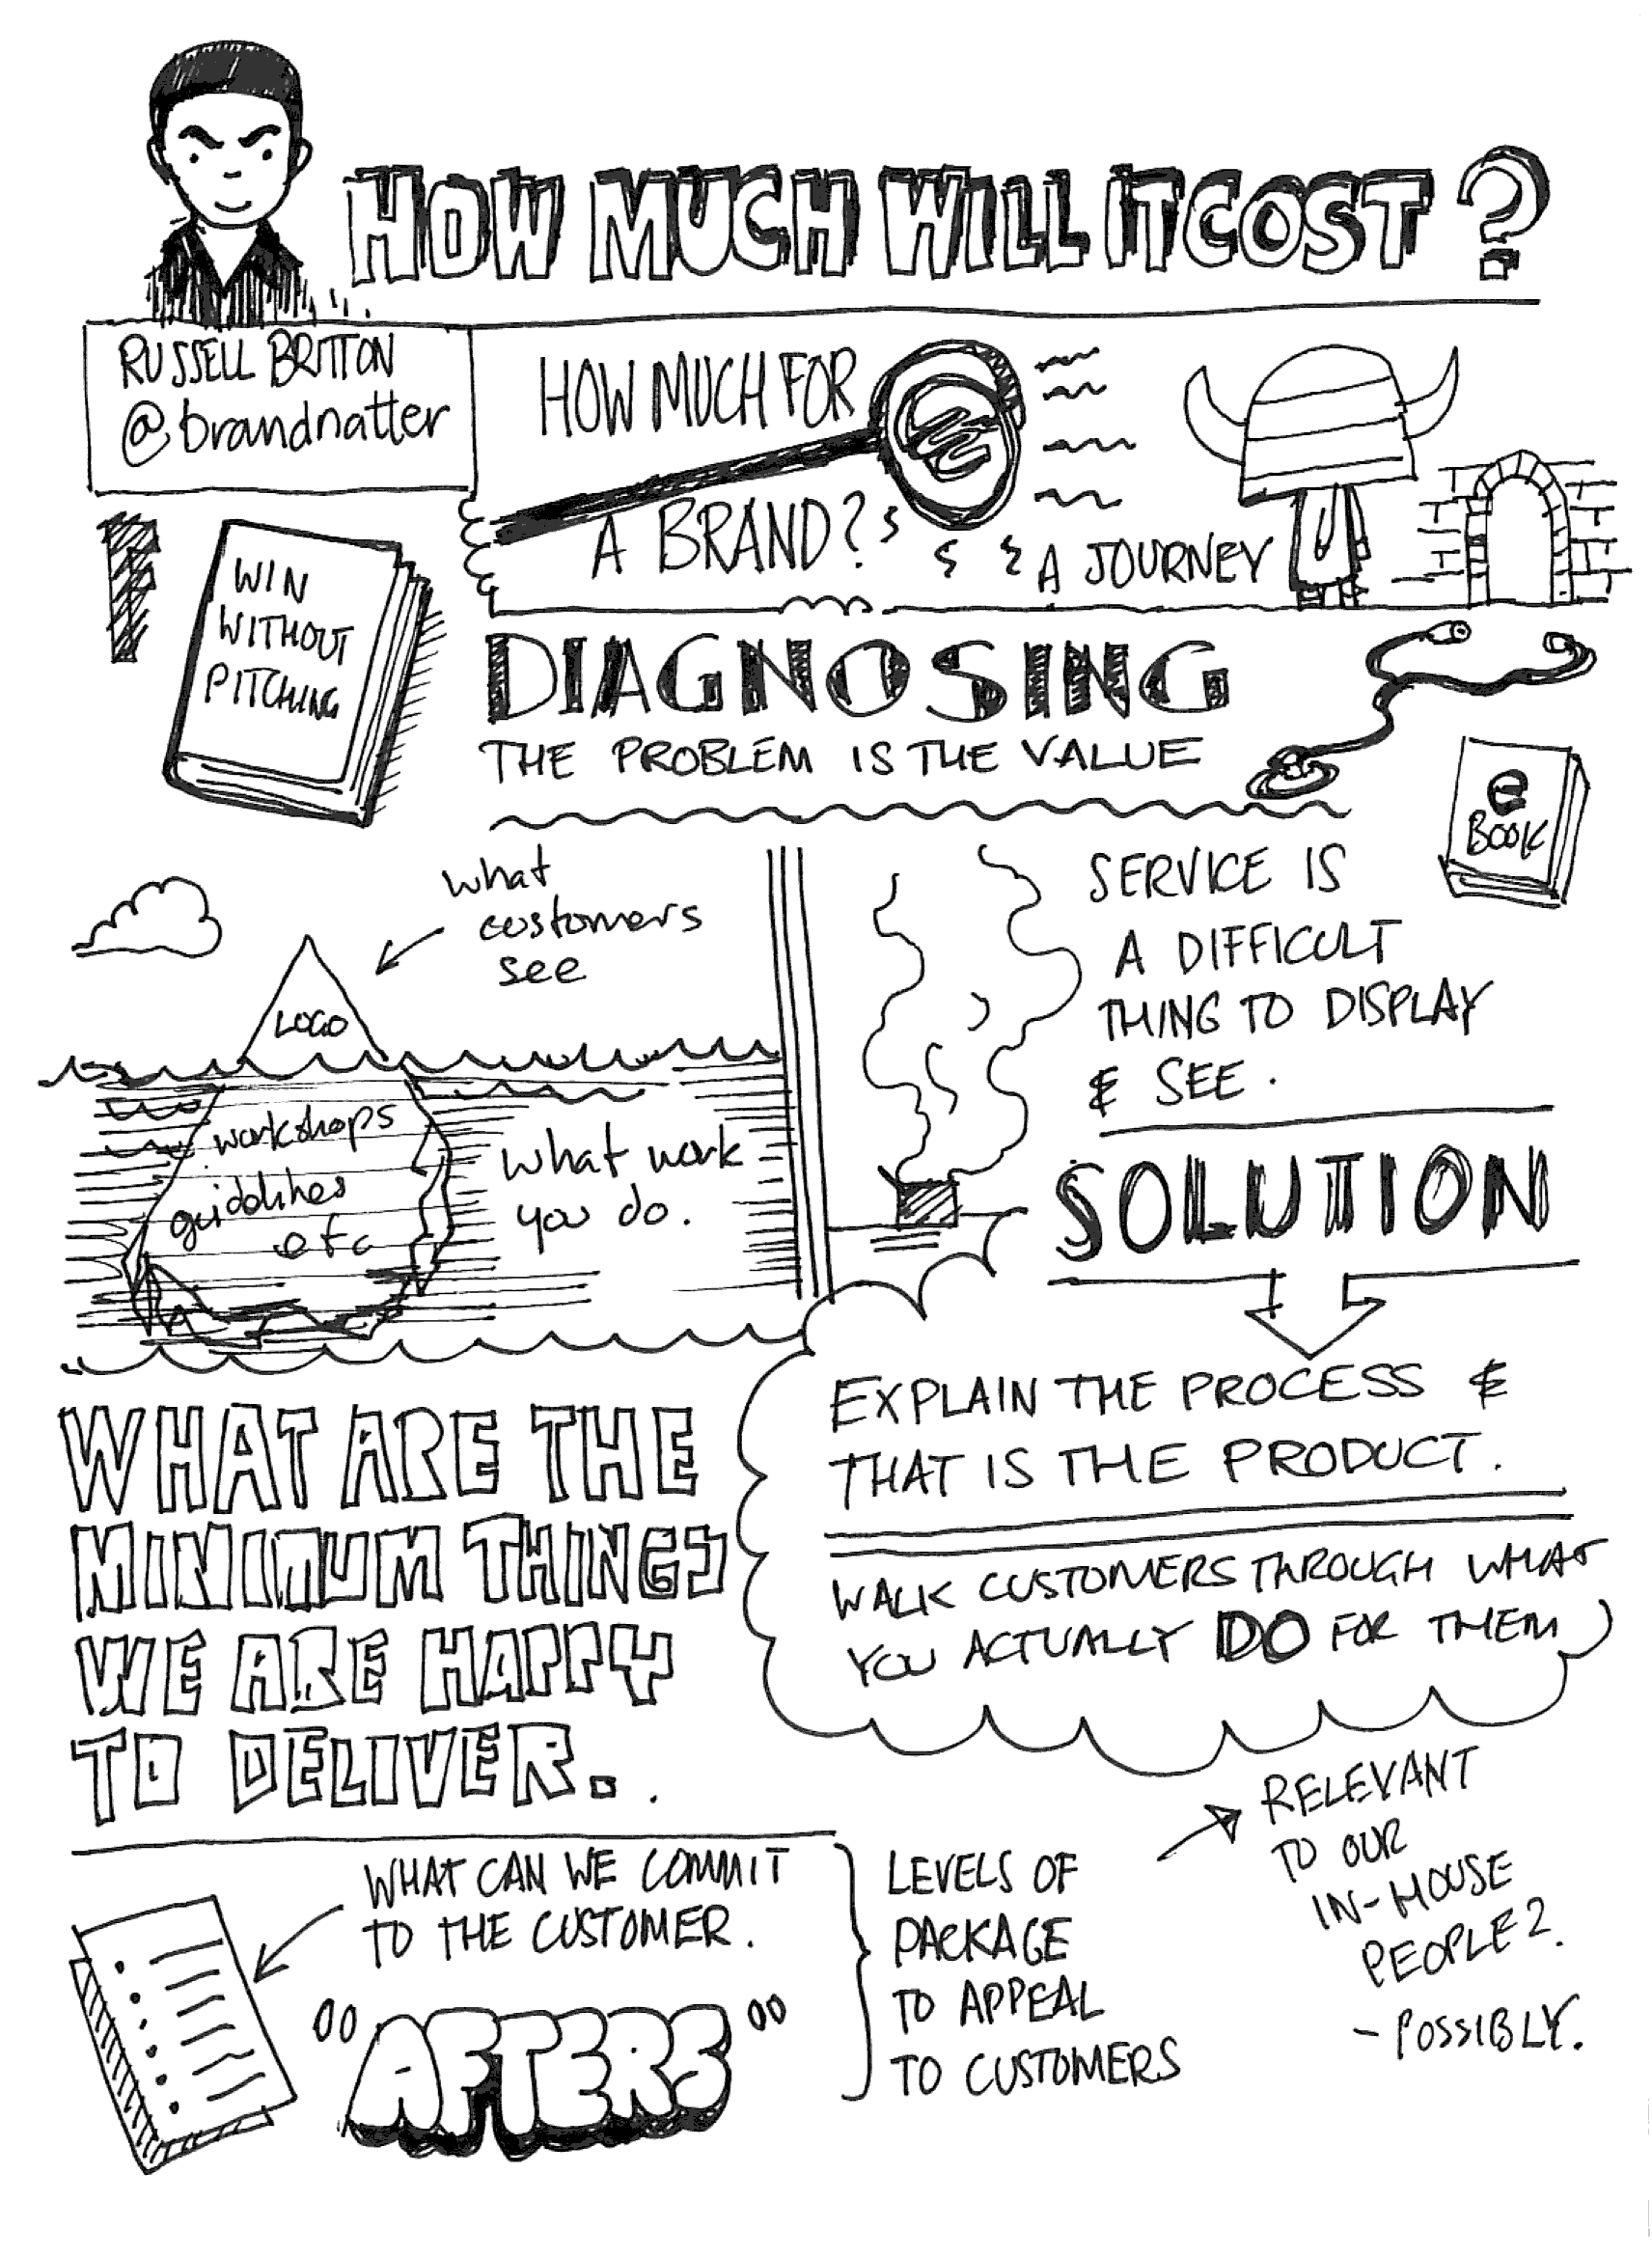 HOW MUCH WILL IT COST?
RUSSELL BRITTON
@brandnatter
HOW MUCH FOR
A BRAND?
A JOURNEY
WIN
WITHOUT
PITCHING
DIAGNOSING
THE PROBLEM IS THE VALUE
e
BOOK
what
customers
see
LOGO
workshops
guidelines
etc
what work
you do.
SERVICE IS
A DIFFICULT
THING TO DISPLAY
& SEE.
SOLUTION
EXPLAIN THE PROCESS &
THAT IS THE PRODUCT.
WALK CUSTOMERS THROUGH WHAT
YOU ACTUALLY DO FOR THEM
WHAT ARE THE
MINIMUM THINGS
WE ARE HAPPY
TO DELIVER.
WHAT CAN WE COMMIT
TO THE CUSTOMER.
"AFTERS"
LEVELS OF
PACKAGE
TO APPEAL
TO CUSTOMERS
RELEVANT
TO OUR
IN-HOUSE
PEOPLE?
- POSSIBLY.